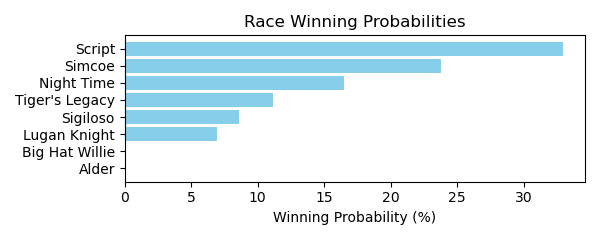 Race Winning Probabilities
Script
Simcoe
Night Time
Tiger's Legacy
Sigiloso
Lugan Knight
Big Hat Willie
Alder
0 5 10 15 20 25 30
Winning Probability (%)